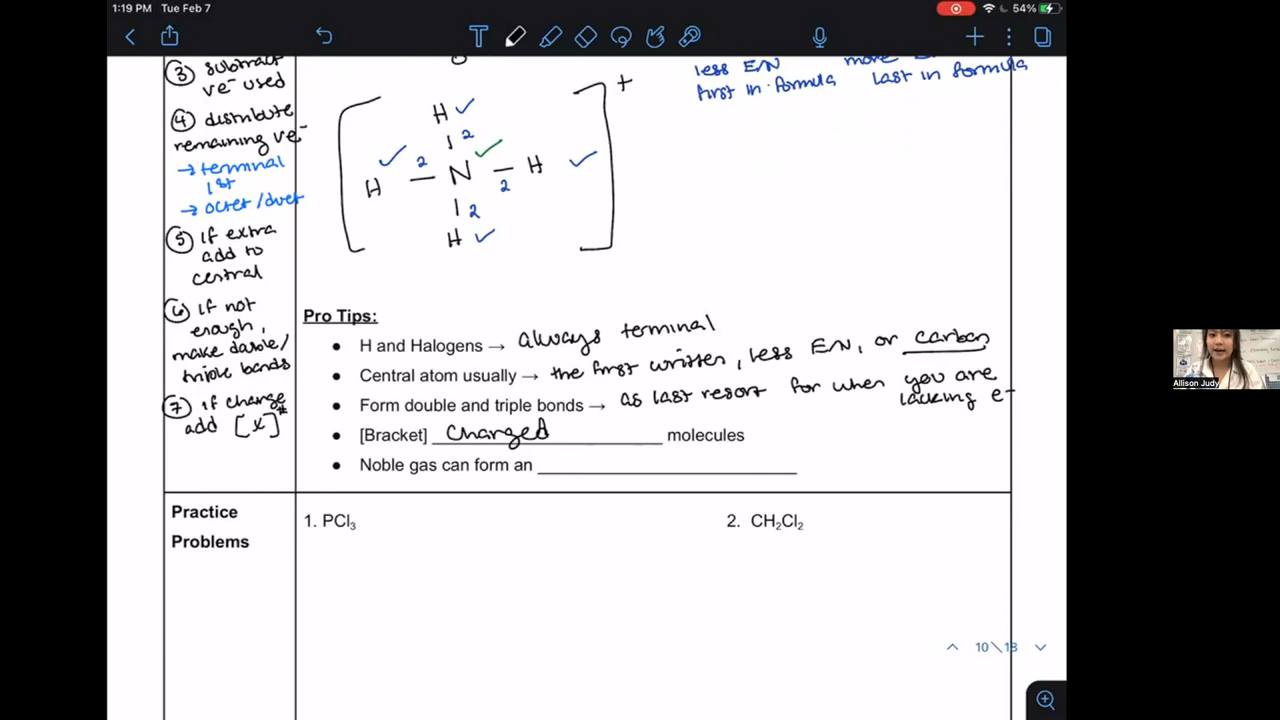 1:19 PM Tue Feb 7
54%
less E/N
first in formula
last in formula
③ subtract
ve⁻ used
④ distribute
remaining ve⁻
→ terminal
1st
→ octet/duet
⑤ if extra
add to
central
⑥ if not
enough,
make double/
triple bonds
⑦ if charge
add [x]±
+
H ✓
2
✓ 2 N ✓ H ✓
H 2
2
H ✓
Pro Tips:
• H and Halogens → always terminal
• Central atom usually → the first written, less E/N, or carbon
• Form double and triple bonds → as last resort for when you are
lacking e⁻
• [Bracket] charged molecules
• Noble gas can form an ____
Practice
Problems
1. PCl₃
2. CH₂Cl₂
10\18
Allison Judy